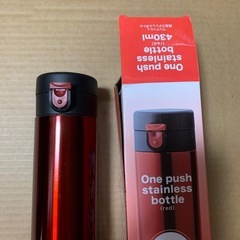 430ml
(red)
One push
stainless
bottle
One push
stainless
bottle
(red)